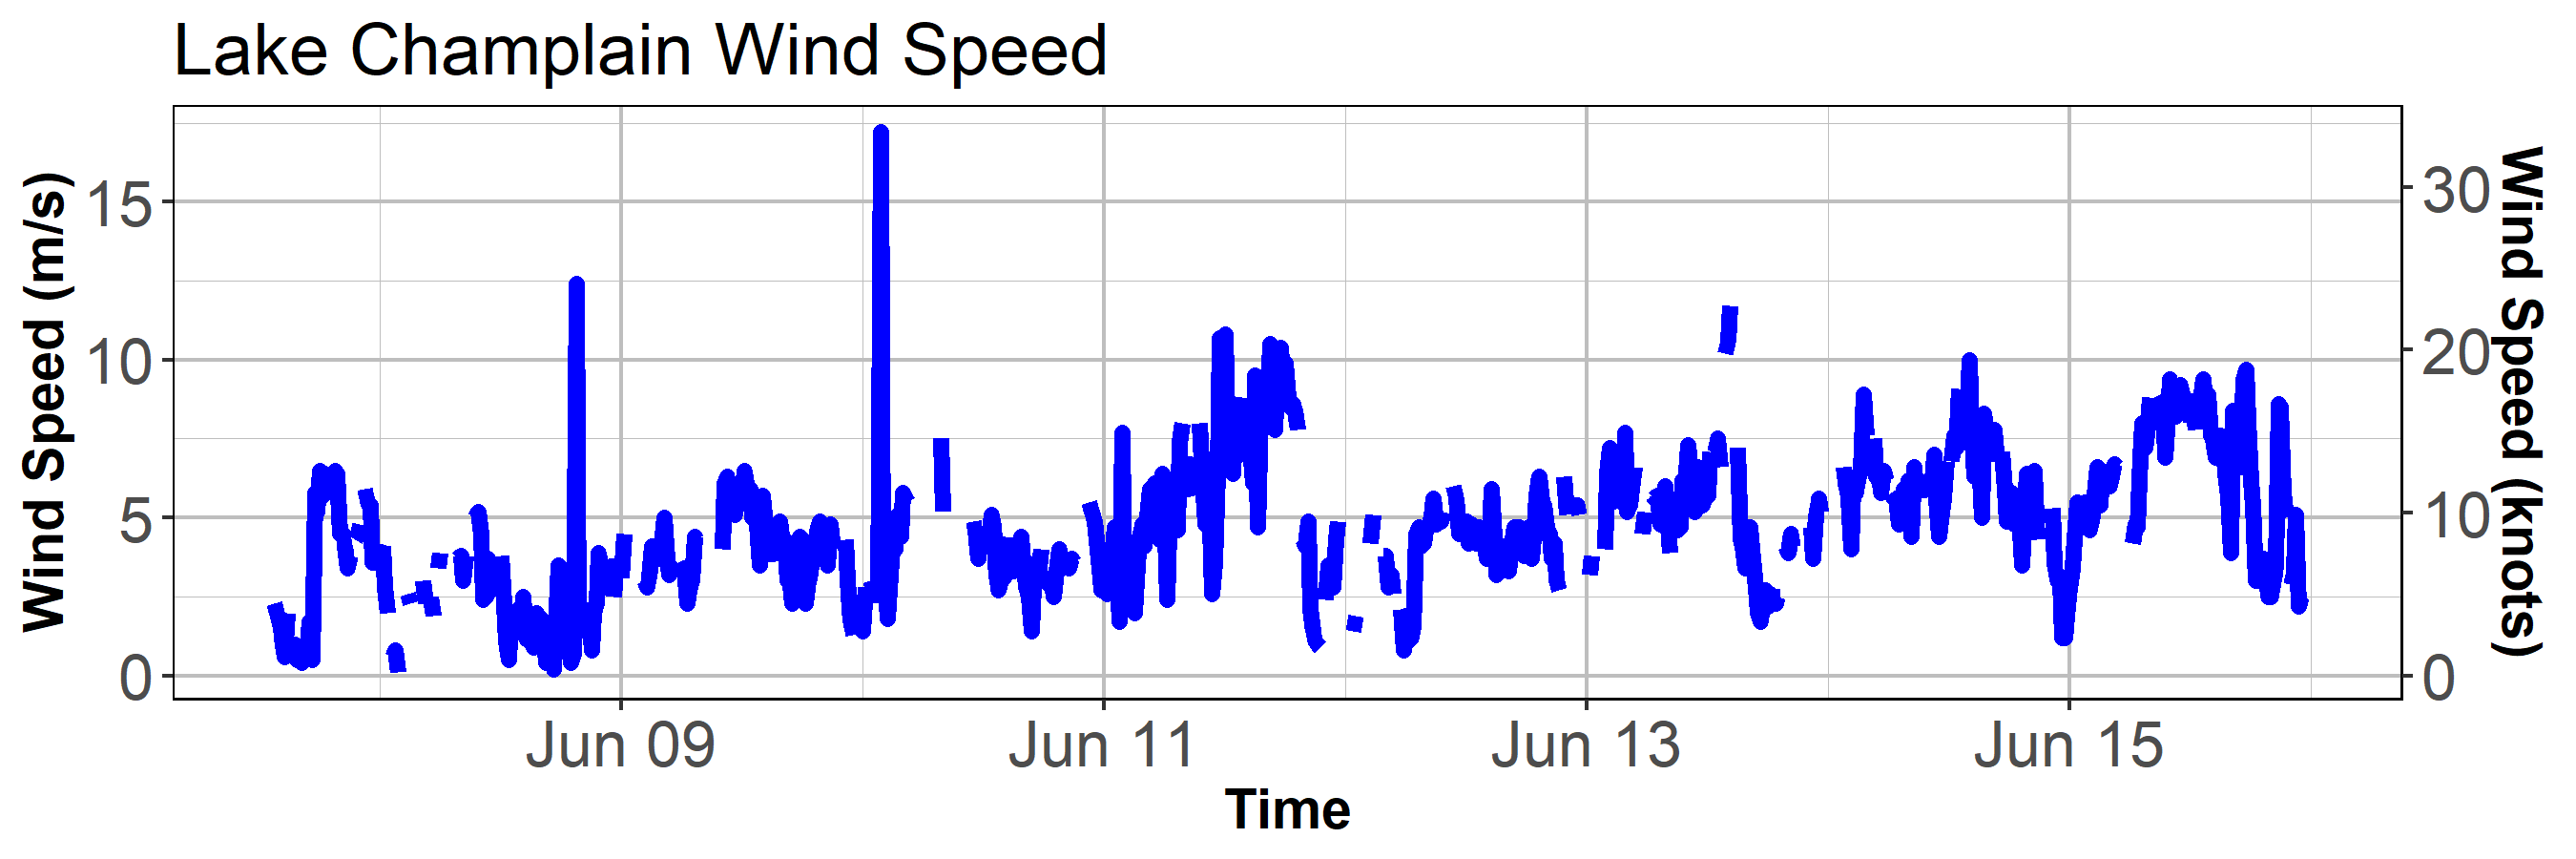 Lake Champlain Wind Speed
Wind Speed (m/s)
15
10
5
0
30
20
10
0
Wind Speed (knots)
Jun 09
Jun 11
Jun 13
Jun 15
Time